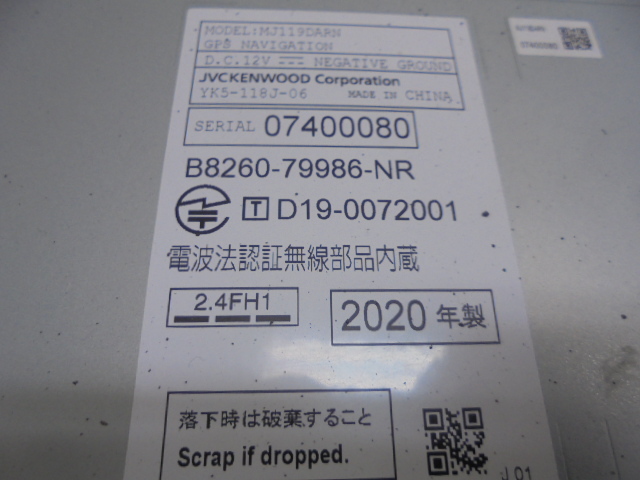 MODEL:MJ119DARN
GPS NAVIGATION
D.C.12V NEGATIVE GROUND
JVCKENWOOD Corporation
YK5-118J-06 MADE IN CHINA
SERIAL 07400080
B8260-79986-NR
T D19-0072001
電波法認証無線部品内蔵
2.4FH1
2020 年製
落下時は破棄すること
Scrap if dropped.
J 01
07400080